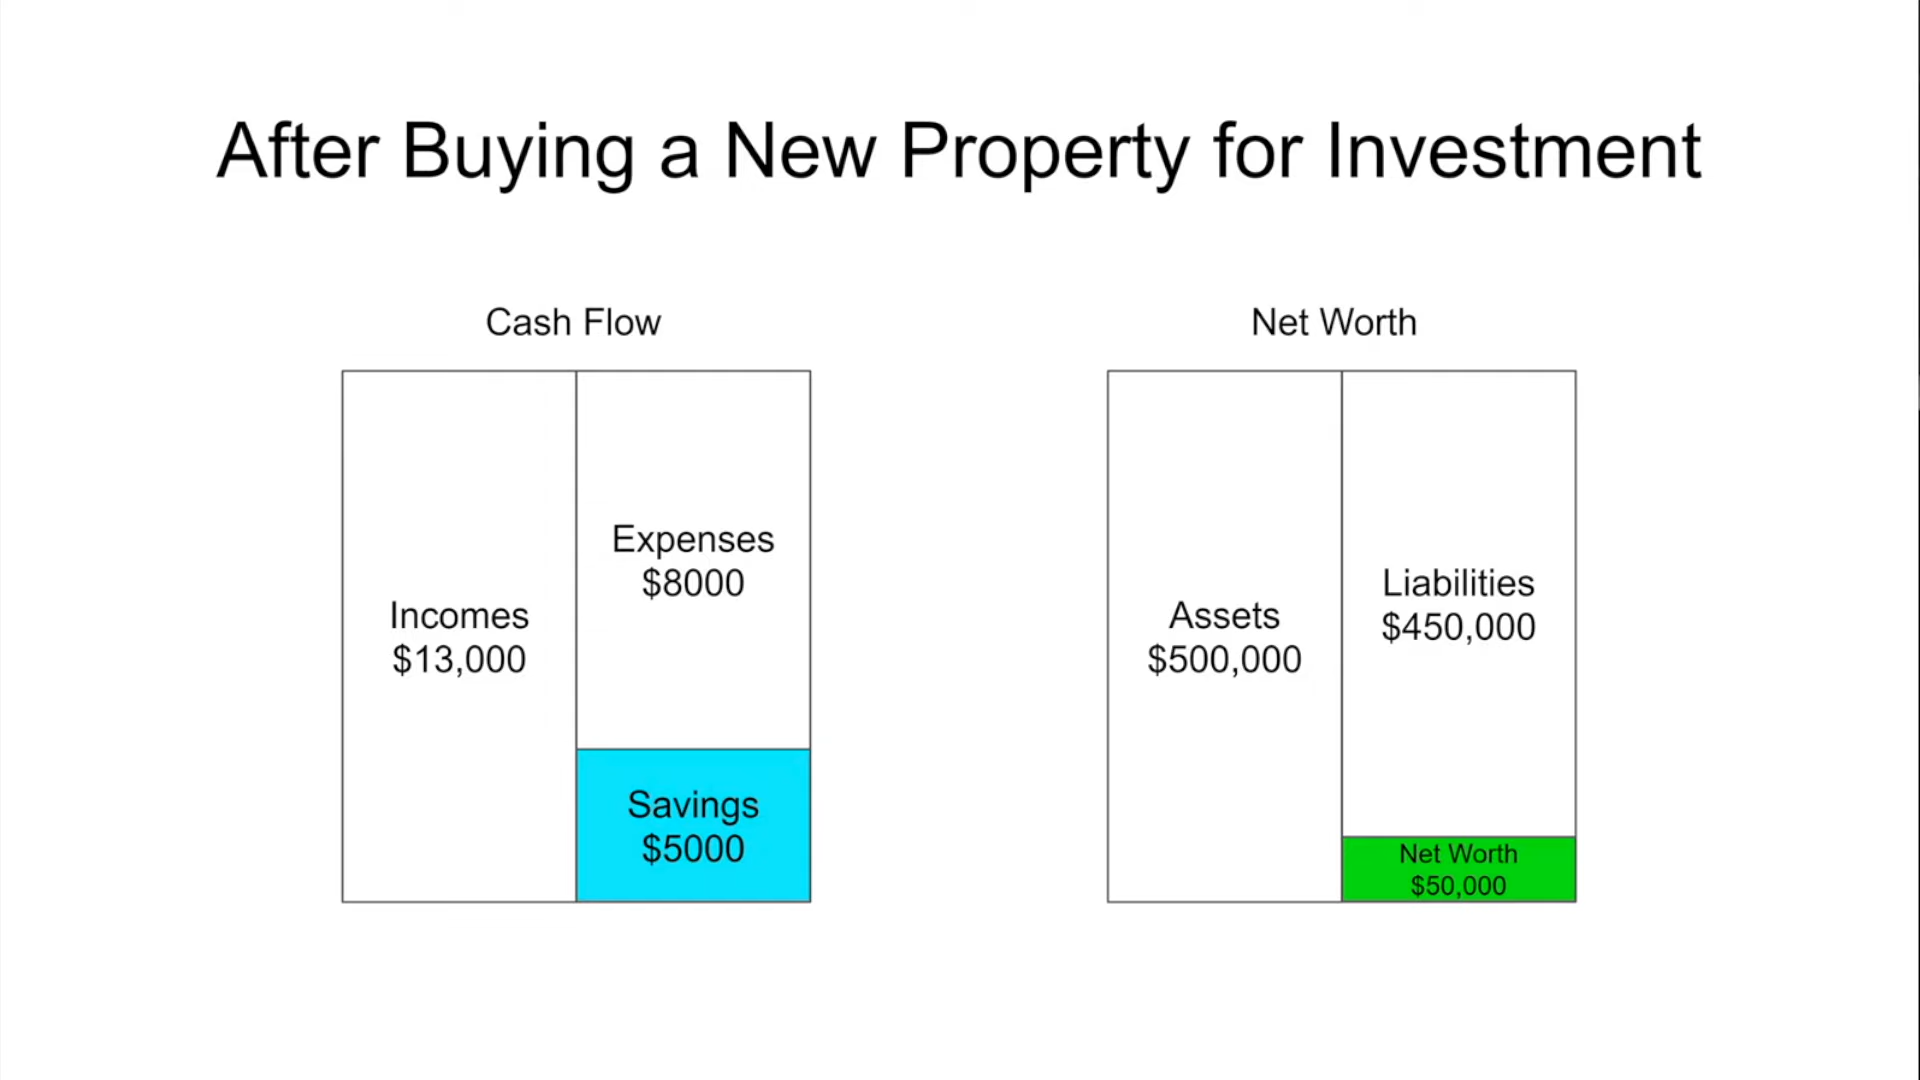 After Buying a New Property for Investment
Cash Flow
Incomes
$13,000
Expenses
$8000
Savings
$5000
Net Worth
Assets
$500,000
Liabilities
$450,000
Net Worth
$50,000